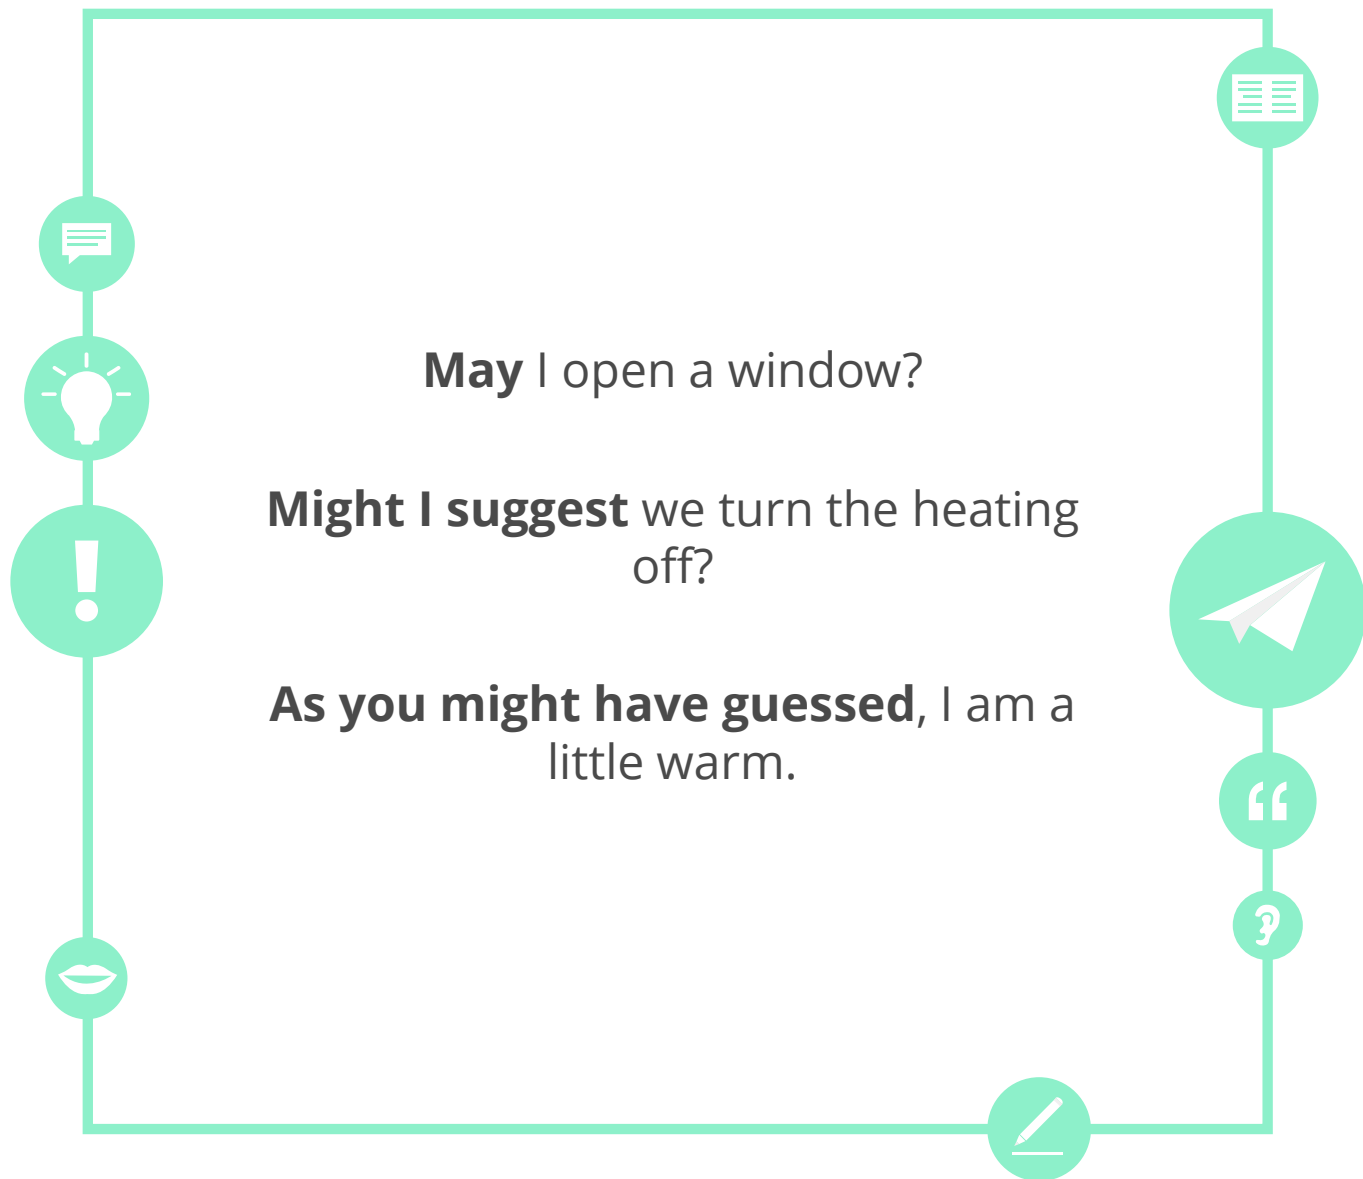 May I open a window?
Might I suggest we turn the heating
off?
As you might have guessed, I am a
little warm.